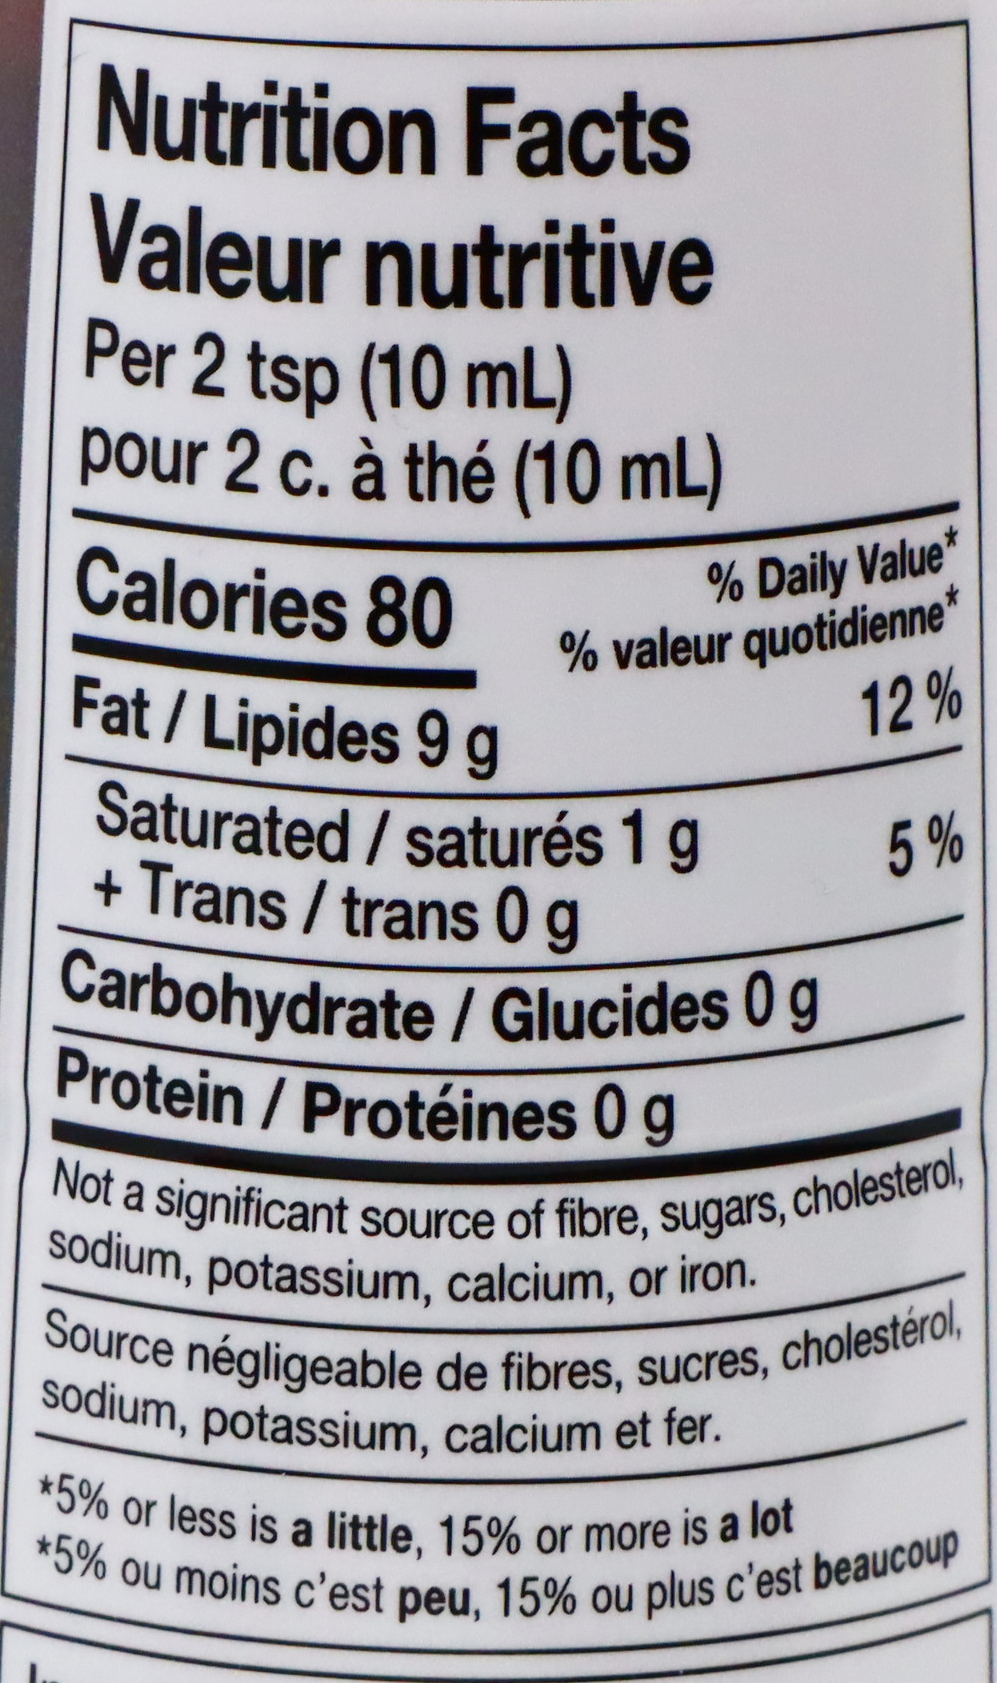 Nutrition Facts
Valeur nutritive
Per 2 tsp (10 mL)
pour 2 c. à thé (10 mL)
% Daily Value*
Calories 80
% valeur quotidienne*
Fat / Lipides 9 g 12 %
Saturated / saturés 1 g 5 %
+ Trans / trans 0 g
Carbohydrate / Glucides 0 g
Protein / Protéines 0 g
Not a significant source of fibre, sugars, cholesterol,
sodium, potassium, calcium, or iron.
Source négligeable de fibres, sucres, cholestérol,
sodium, potassium, calcium et fer.
*5% or less is a little, 15% or more is a lot
*5% ou moins c'est peu, 15% ou plus c'est beaucoup